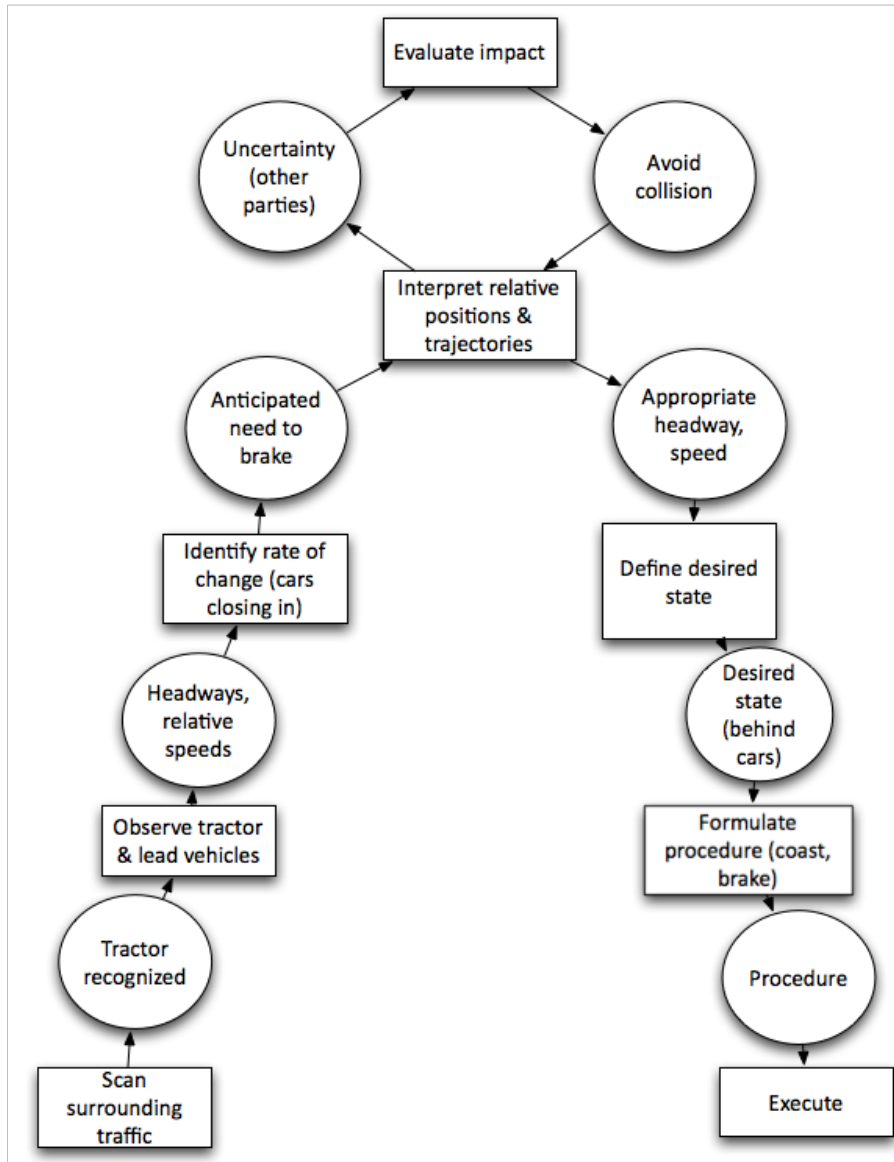 Evaluate impact
Uncertainty
(other
parties)
Avoid
collision
Interpret relative
positions &
trajectories
Anticipated
need to
brake
Appropriate
headway,
speed
Identify rate of
change (cars
closing in)
Define desired
state
Headways,
relative
speeds
Desired
state
(behind
cars)
Observe tractor
& lead vehicles
Formulate
procedure (coast,
brake)
Tractor
recognized
Procedure
Scan
surrounding
traffic
Execute